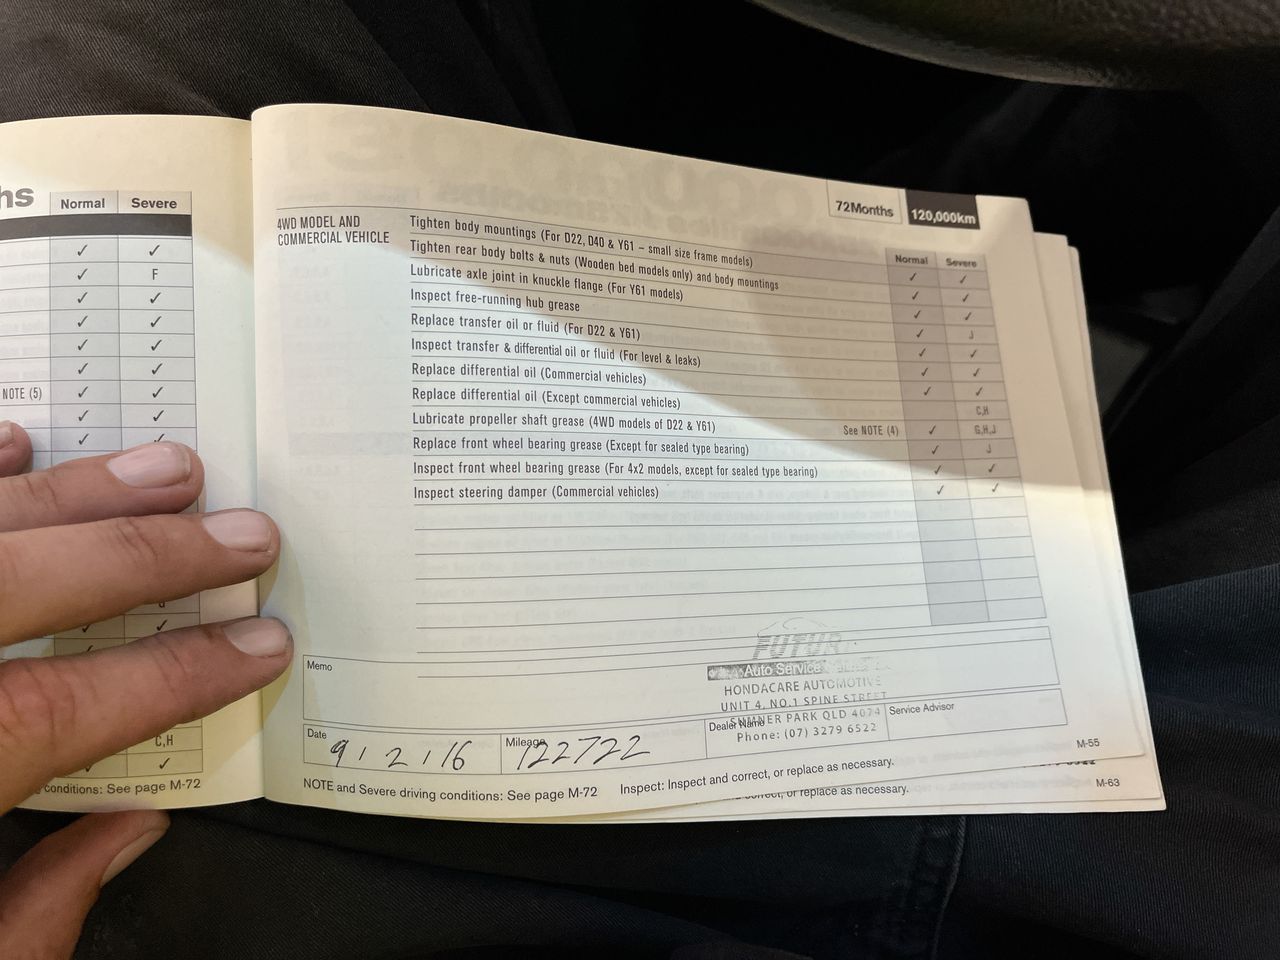 hs
Normal Severe
✓ ✓
✓ F
✓ ✓
✓ ✓
✓ ✓
✓ ✓
NOTE (5) ✓ ✓
✓ ✓
✓ ✓
✓
C,H
✓ ✓
conditions: See page M-72
72Months 120,000km
4WD MODEL AND
COMMERCIAL VEHICLE
Normal Severe
Tighten body mountings (For D22, D40 & Y61 – small size frame models) ✓ ✓
Tighten rear body bolts & nuts (Wooden bed models only) and body mountings ✓ ✓
Lubricate axle joint in knuckle flange (For Y61 models) ✓ ✓
Inspect free-running hub grease ✓ J
Replace transfer oil or fluid (For D22 & Y61) ✓ ✓
Inspect transfer & differential oil or fluid (For level & leaks) ✓ ✓
Replace differential oil (Commercial vehicles) ✓ ✓
Replace differential oil (Except commercial vehicles) C,H
Lubricate propeller shaft grease (4WD models of D22 & Y61) See NOTE (4) ✓ G,H,J
Replace front wheel bearing grease (Except for sealed type bearing) ✓ J
Inspect front wheel bearing grease (For 4x2 models, except for sealed type bearing) ✓ ✓
Inspect steering damper (Commercial vehicles) ✓ ✓
Memo
Auto Service
HONDACARE AUTOMOTIVE
UNIT 4, NO.1 SPINE STREET
SUMNER PARK QLD 4074
Phone: (07) 3279 6522
Date 9/2/16
Mileage 122722
Dealer Name
Service Advisor
NOTE and Severe driving conditions: See page M-72 Inspect: Inspect and correct, or replace as necessary.
M-55
correct, or replace as necessary.
M-63